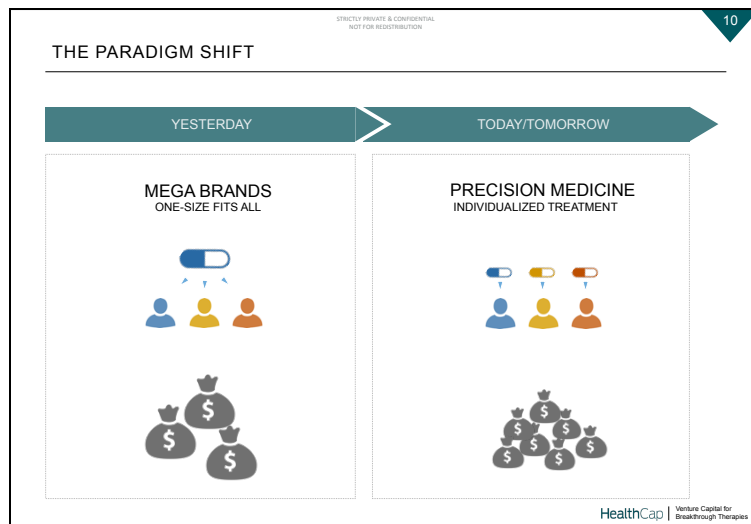 STRICTLY PRIVATE & CONFIDENTIAL
NOT FOR REDISTRIBUTION
10
THE PARADIGM SHIFT
YESTERDAY
TODAY/TOMORROW
MEGA BRANDS
ONE-SIZE FITS ALL
PRECISION MEDICINE
INDIVIDUALIZED TREATMENT
$
$
$
$
$
$
$
$
$
$
HealthCap
Venture Capital for
Breakthrough Therapies